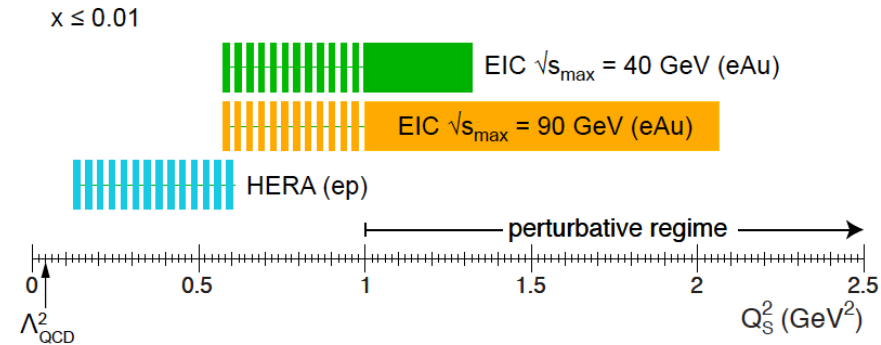 x ≤ 0.01
EIC √s_max = 40 GeV (eAu)
EIC √s_max = 90 GeV (eAu)
HERA (ep)
perturbative regime
0 0.5 1 1.5 2 2.5
Λ²_QCD
Q_S² (GeV²)